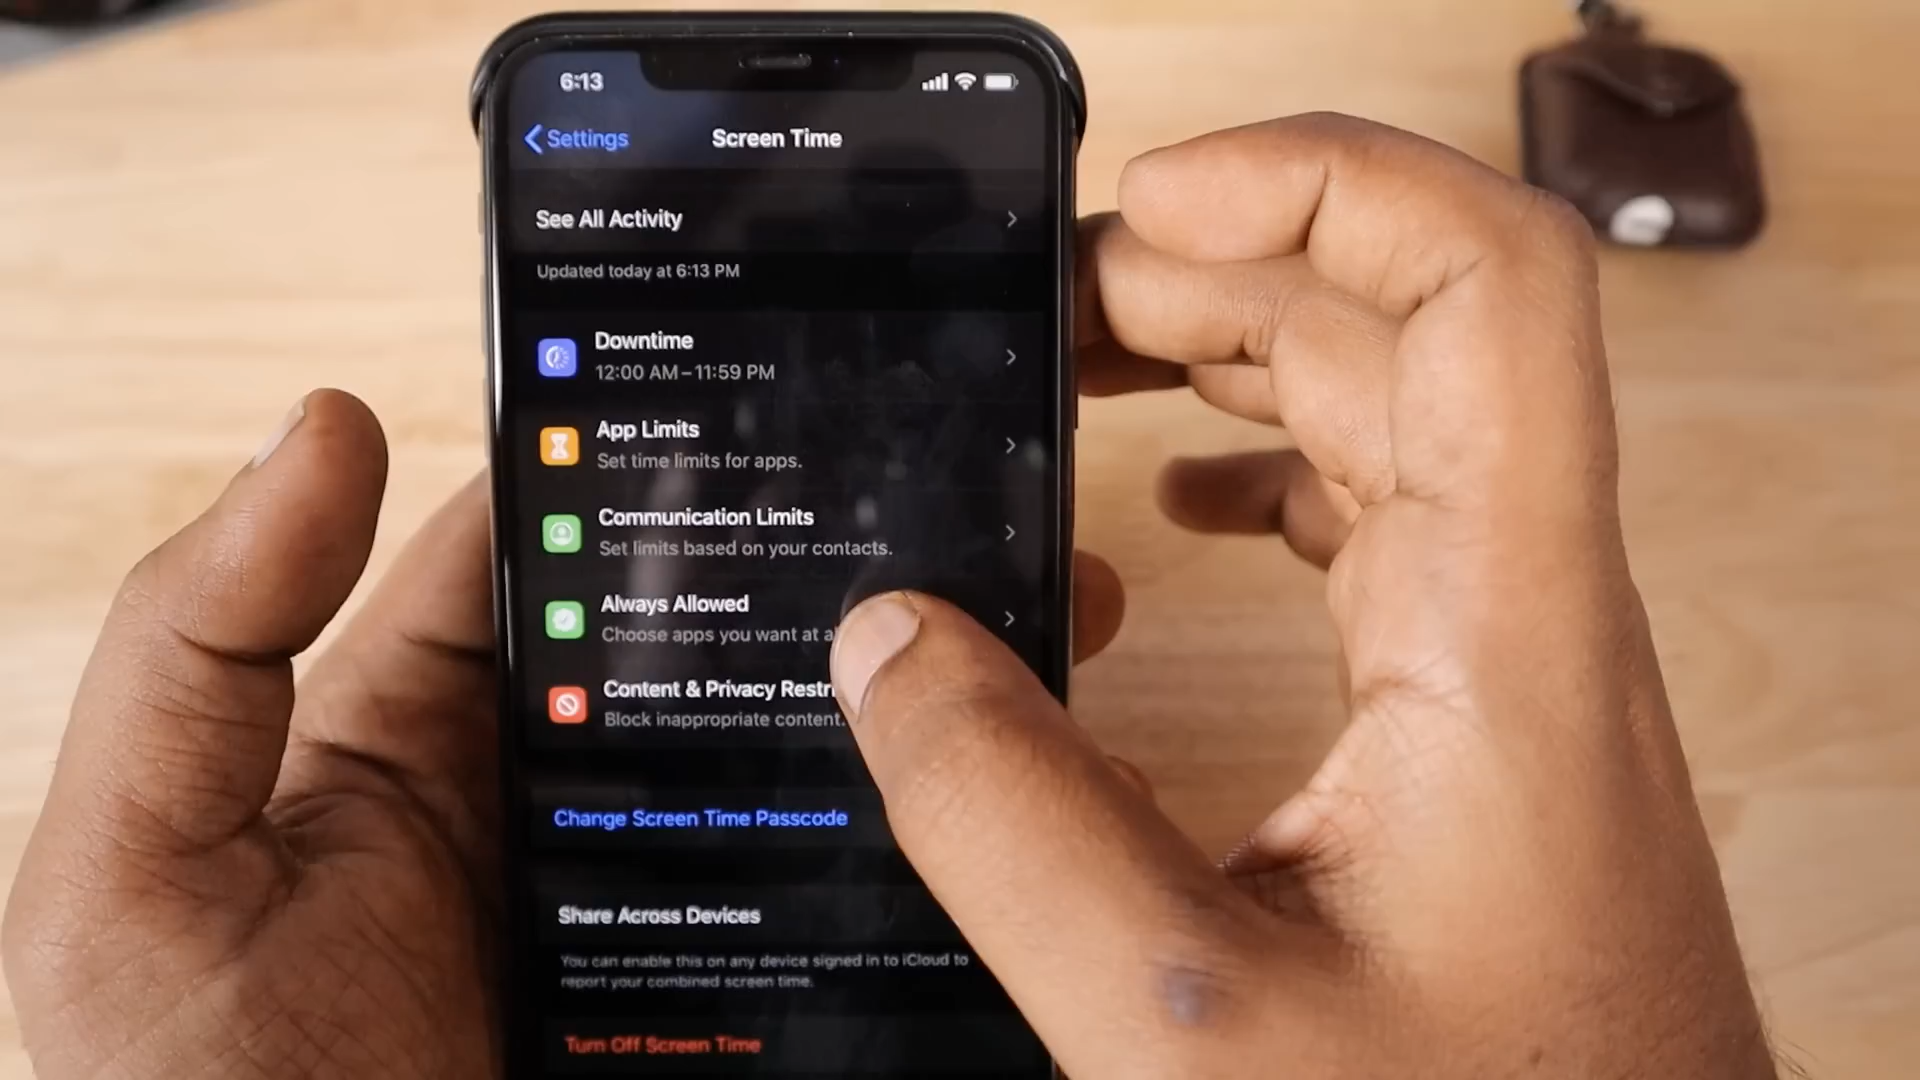 6:13
Settings
Screen Time
See All Activity
Updated today at 6:13 PM
Downtime
12:00 AM – 11:59 PM
App Limits
Set time limits for apps.
Communication Limits
Set limits based on your contacts.
Always Allowed
Choose apps you want at
Content & Privacy
Block inappropriate content.
Change Screen Time Passcode
Share Across Devices
You can enable this on any device signed in to iCloud to
report your combined screen time.
Turn Off Screen Time